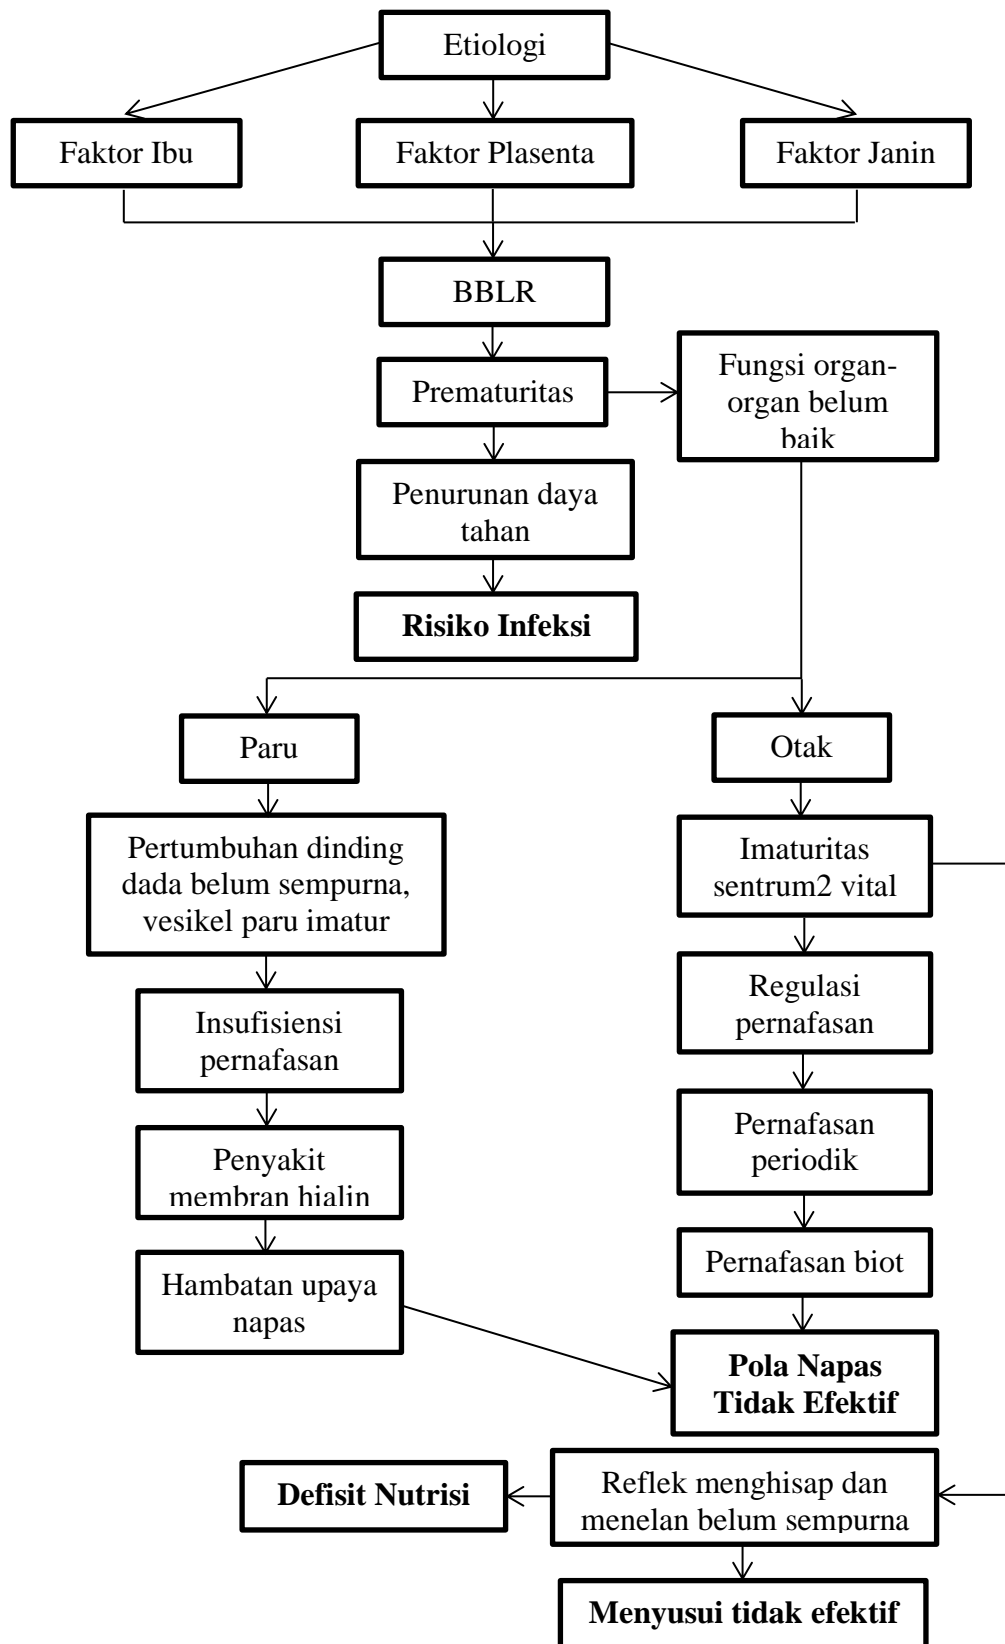 Etiologi
Faktor Ibu
Faktor Plasenta
Faktor Janin
BBLR
Prematuritas
Fungsi organ-
organ belum
baik
Penurunan daya
tahan
Risiko Infeksi
Paru
Otak
Pertumbuhan dinding
dada belum sempurna,
vesikel paru imatur
Imaturitas
sentrum2 vital
Insufisiensi
pernafasan
Regulasi
pernafasan
Penyakit
membran hialin
Pernafasan
periodik
Hambatan upaya
napas
Pernafasan biot
Pola Napas
Tidak Efektif
Defisit Nutrisi
Reflek menghisap dan
menelan belum sempurna
Menyusui tidak efektif